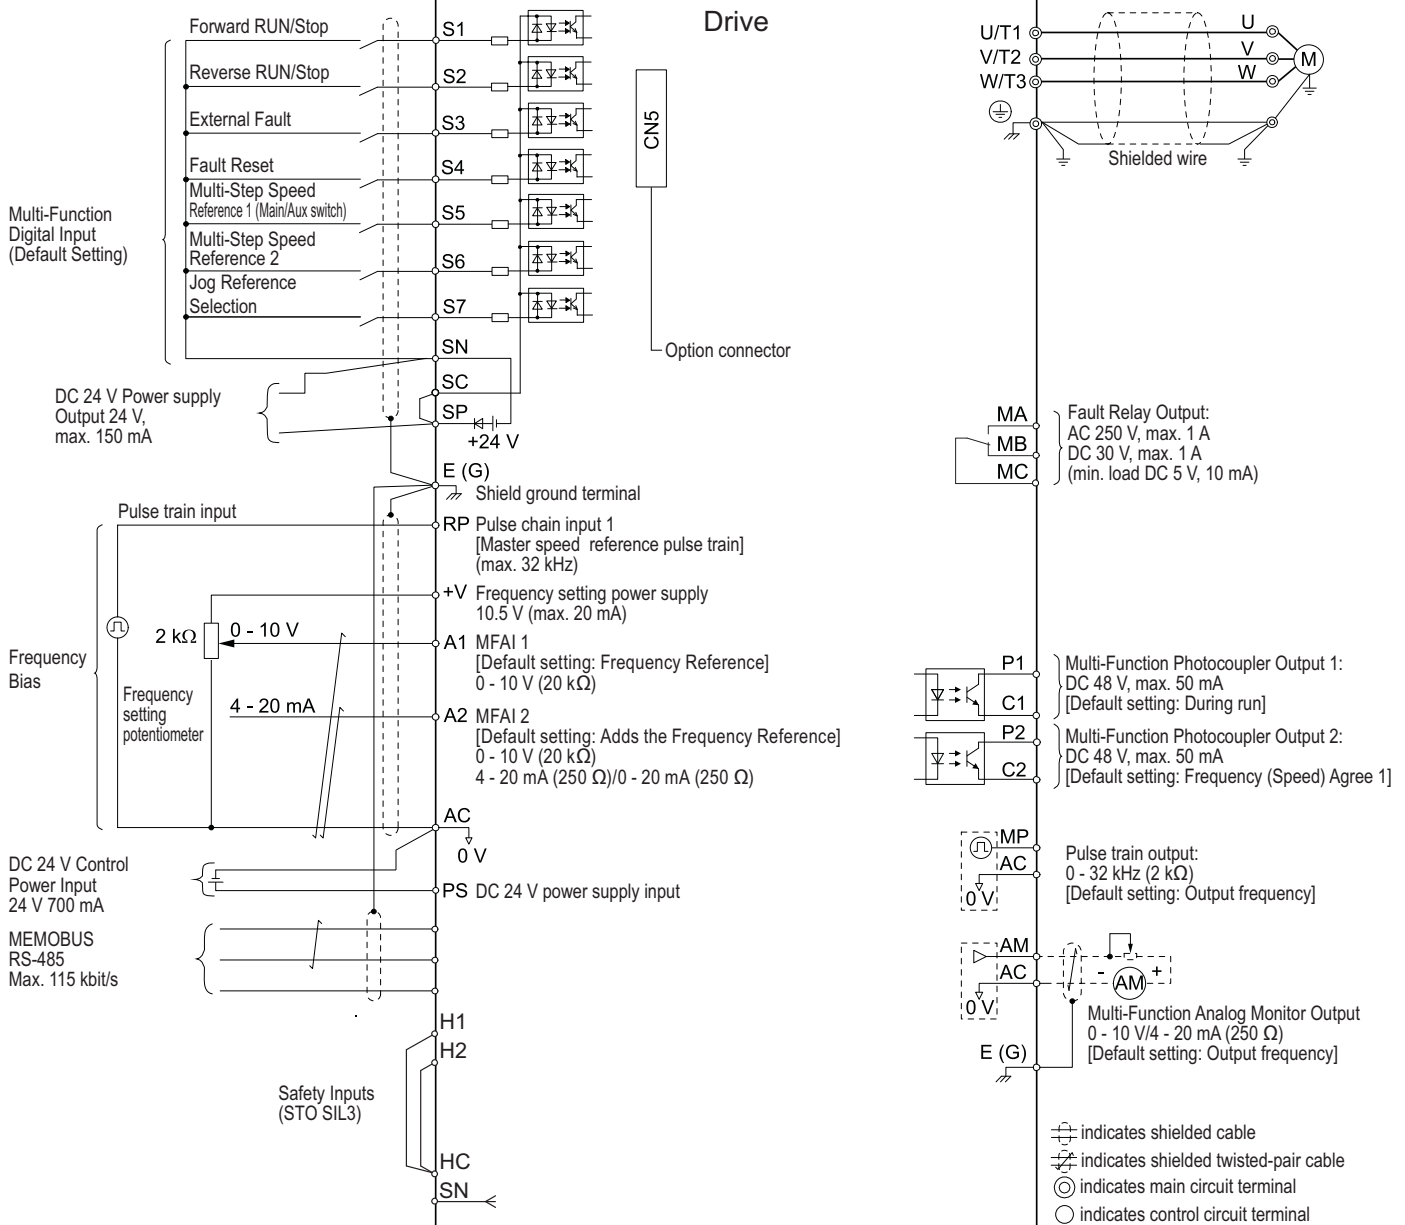 Drive
Forward RUN/Stop
S1
Reverse RUN/Stop
S2
External Fault
S3
Fault Reset
S4
Multi-Step Speed
Reference 1 (Main/Aux switch)
S5
Multi-Step Speed
Reference 2
S6
Jog Reference
Selection
S7
Multi-Function
Digital Input
(Default Setting)
SN
SC
SP
+24 V
DC 24 V Power supply
Output 24 V,
max. 150 mA
CN5
Option connector
E (G)
Shield ground terminal
Pulse train input
RP
Pulse chain input 1
[Master speed reference pulse train]
(max. 32 kHz)
+V
Frequency setting power supply
10.5 V (max. 20 mA)
2 kΩ
0 - 10 V
A1
MFAI 1
[Default setting: Frequency Reference]
0 - 10 V (20 kΩ)
Frequency
Bias
Frequency
setting
potentiometer
4 - 20 mA
A2
MFAI 2
[Default setting: Adds the Frequency Reference]
0 - 10 V (20 kΩ)
4 - 20 mA (250 Ω)/0 - 20 mA (250 Ω)
AC
0 V
DC 24 V Control
Power Input
24 V 700 mA
PS
DC 24 V power supply input
MEMOBUS
RS-485
Max. 115 kbit/s
H1
H2
Safety Inputs
(STO SIL3)
HC
SN
U/T1
V/T2
W/T3
U
V
W
M
Shielded wire
MA
MB
MC
Fault Relay Output:
AC 250 V, max. 1 A
DC 30 V, max. 1 A
(min. load DC 5 V, 10 mA)
P1
C1
Multi-Function Photocoupler Output 1:
DC 48 V, max. 50 mA
[Default setting: During run]
P2
C2
Multi-Function Photocoupler Output 2:
DC 48 V, max. 50 mA
[Default setting: Frequency (Speed) Agree 1]
MP
AC
0 V
Pulse train output:
0 - 32 kHz (2 kΩ)
[Default setting: Output frequency]
AM
AC
0 V
- +
AM
Multi-Function Analog Monitor Output
0 - 10 V/4 - 20 mA (250 Ω)
[Default setting: Output frequency]
E (G)
indicates shielded cable
indicates shielded twisted-pair cable
indicates main circuit terminal
indicates control circuit terminal